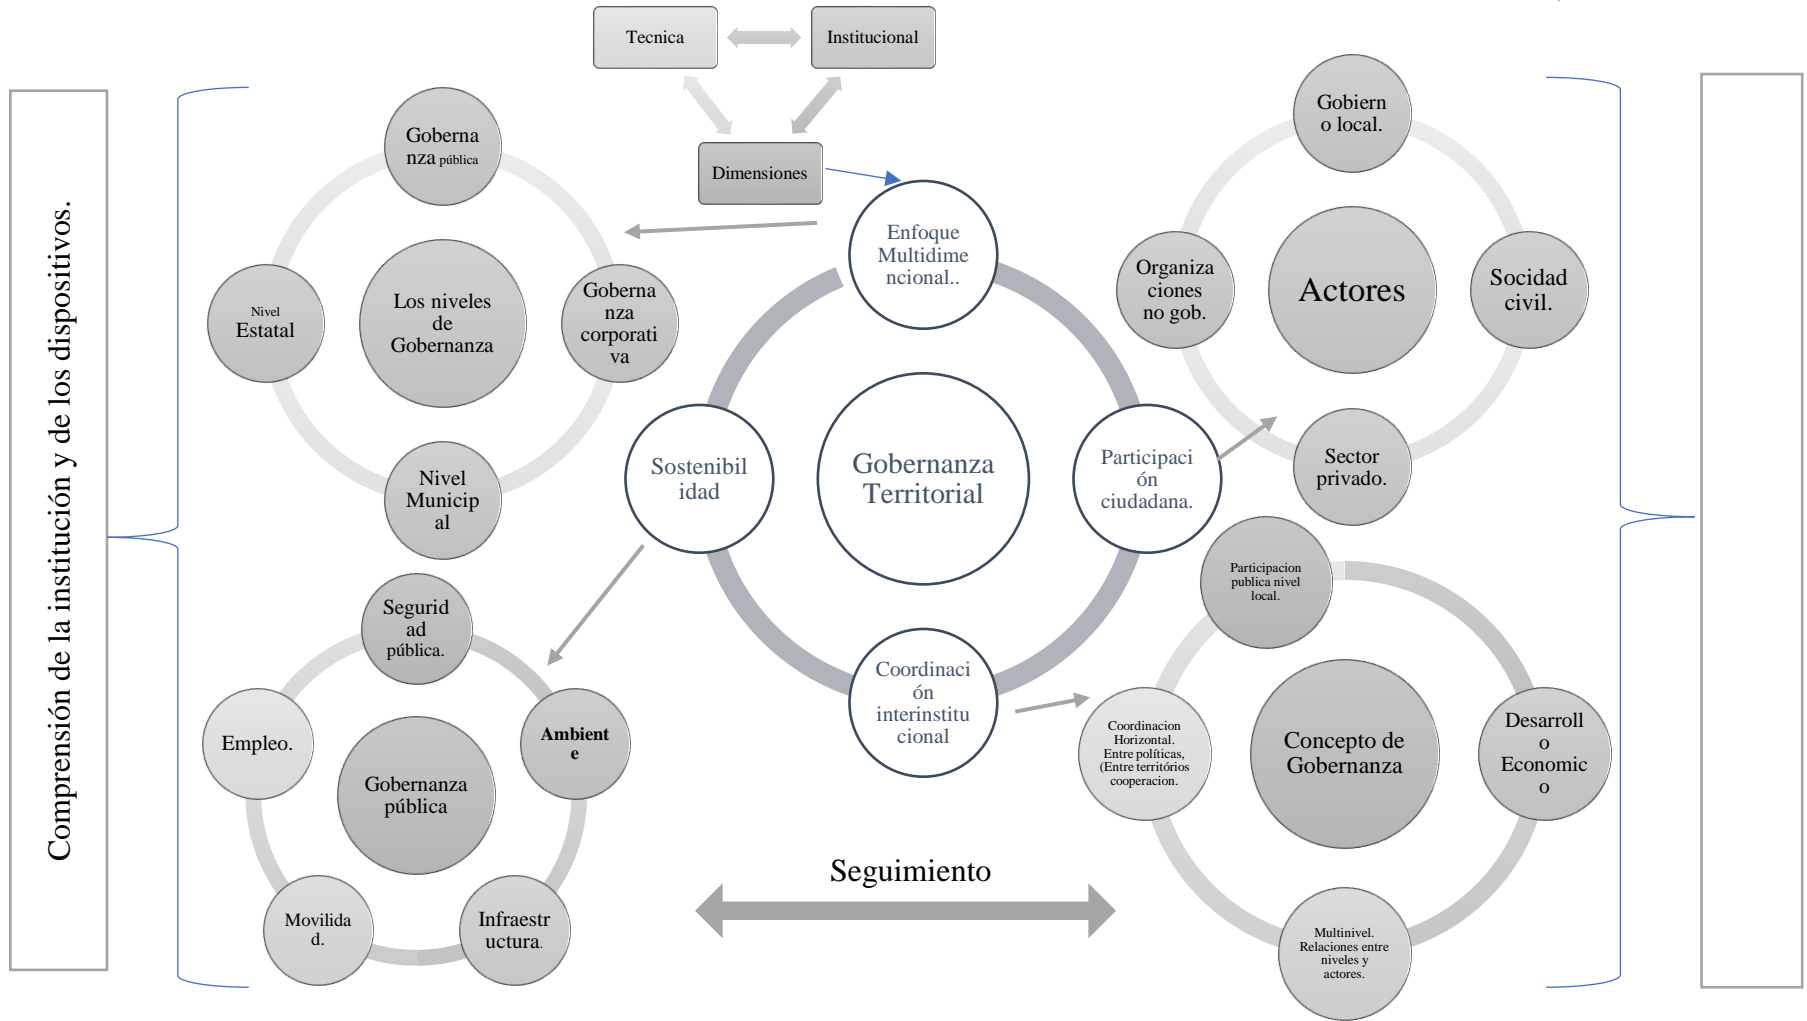 Tecnica
Institucional
Dimensiones
Comprensión de la institución y de los dispositivos.
Goberna
nza pública
Nivel
Estatal
Los niveles
de
Gobernanza
Goberna
nza
corporati
va
Nivel
Municip
al
Enfoque
Multidime
ncional..
Sostenibil
idad
Gobernanza
Territorial
Participaci
ón
ciudadana.
Coordinaci
ón
interinstitu
cional
Gobiern
o local.
Organiza
ciones
no gob.
Actores
Socidad
civil.
Sector
privado.
Segurid
ad
pública.
Empleo.
Ambient
e
Gobernanza
pública
Movilida
d.
Infraestr
uctura.
Seguimiento
Participacion
publica nivel
local.
Coordinacion
Horizontal.
Entre políticas,
(Entre territórios
cooperacion.
Concepto de
Gobernanza
Desarroll
o
Economic
o
Multinivel.
Relaciones entre
niveles y
actores.